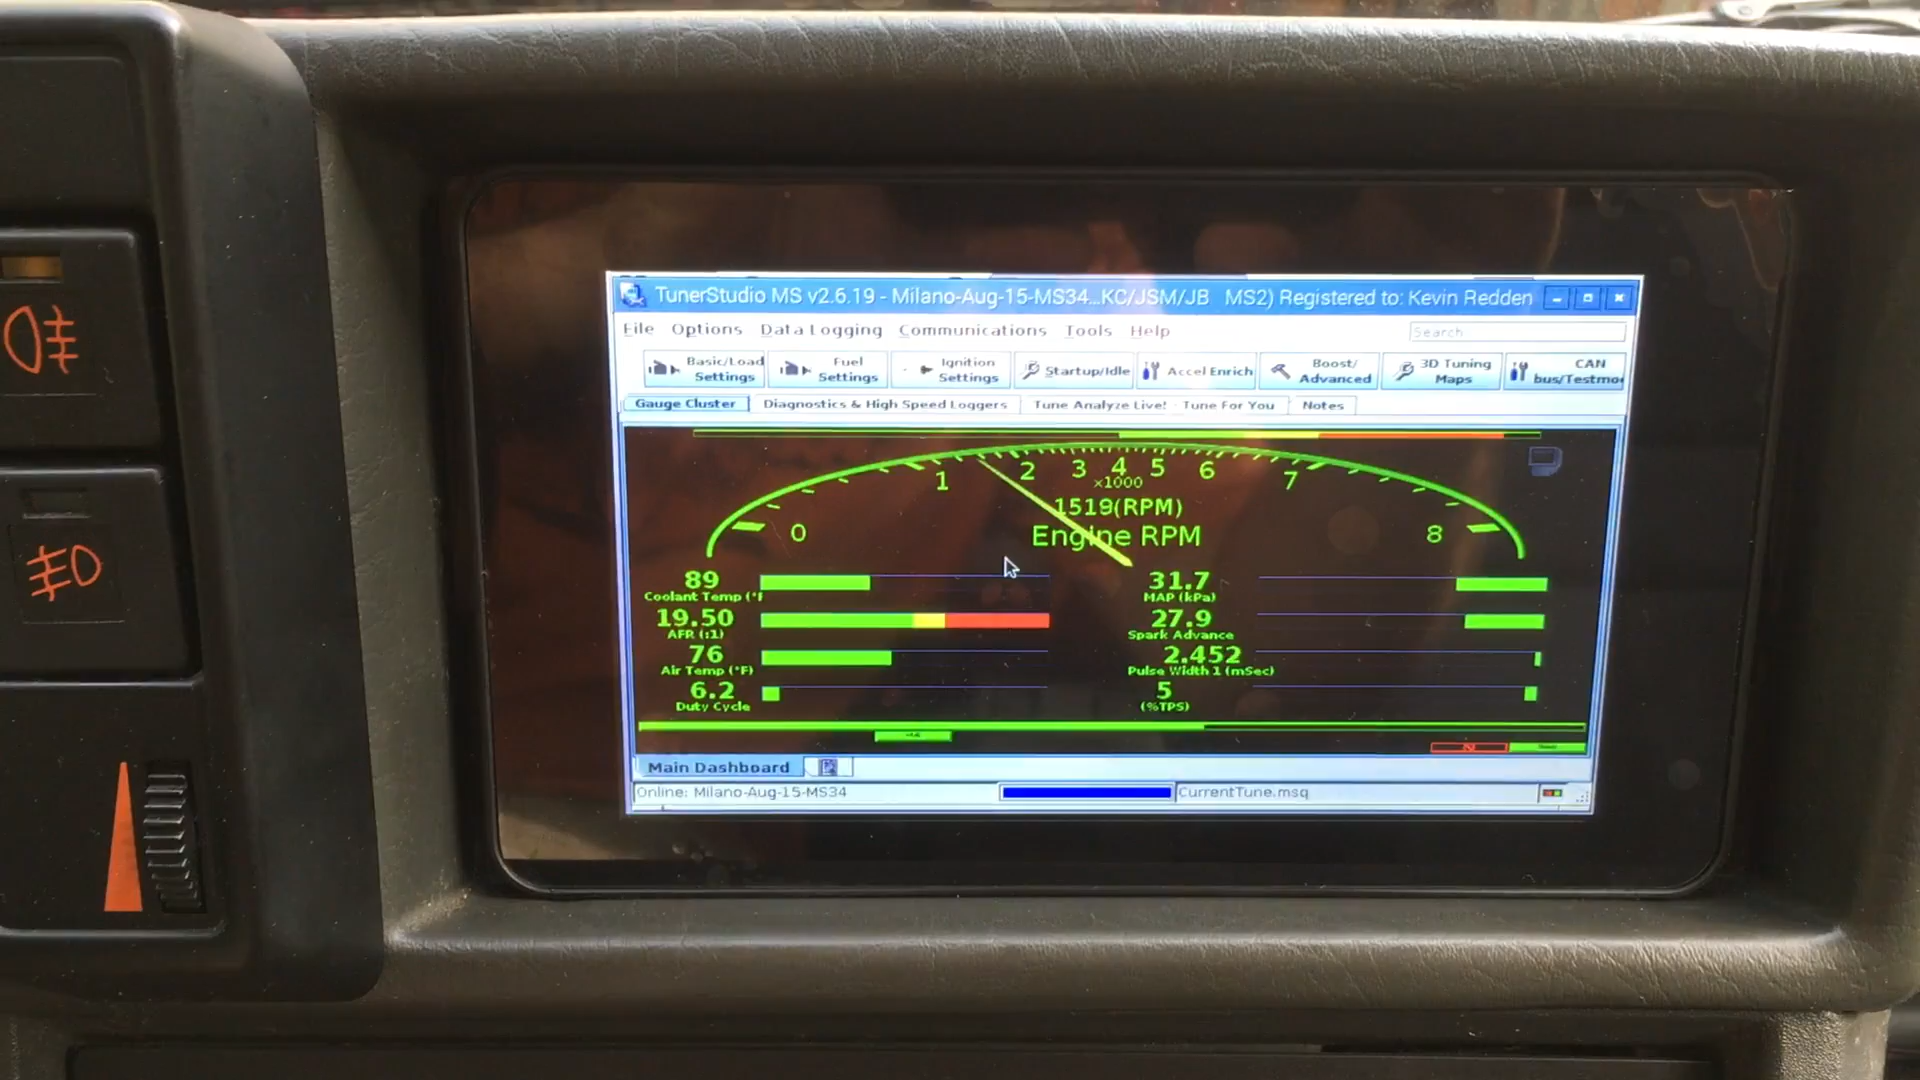 TunerStudio MS v2.6.19 - Milano-Aug-15-MS34...KC/JSM/JB MS2) Registered to: Kevin Redden
File Options Data Logging Communications Tools Help Search
Basic/Load Settings
Fuel Settings
Ignition Settings
Startup/Idle
Accel Enrich
Boost/ Advanced
3D Tuning Maps
CAN bus/Testmo
Gauge Cluster Diagnostics & High Speed Loggers Tune Analyze Live! - Tune For You Notes
0 1 2 3 4 5 6 7 8
x1000
1519(RPM)
Engine RPM
89
Coolant Temp (°F
19.50
AFR (:1)
76
Air Temp (°F)
6.2
Duty Cycle
31.7
MAP (kPa)
27.9
Spark Advance
2.452
Pulse Width 1 (mSec)
5
(%TPS)
Main Dashboard
Online: Milano-Aug-15-MS34 CurrentTune.msq